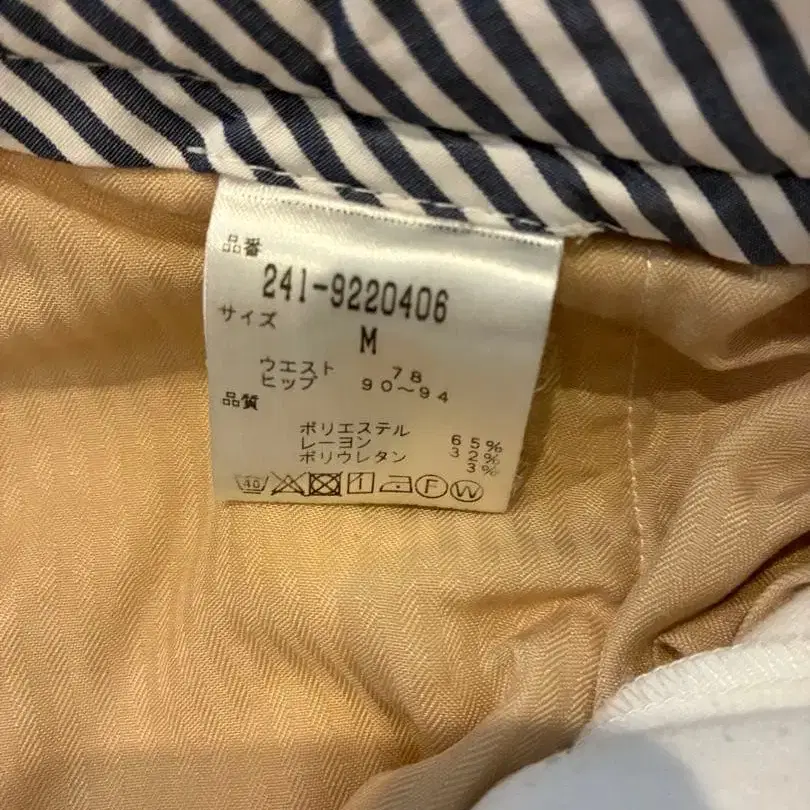 品番
241-9220406
サイズ
M
ウエスト 78
ヒップ 90〜94
品質
ポリエステル 65%
レーヨン 32%
ポリウレタン 3%
40 F W